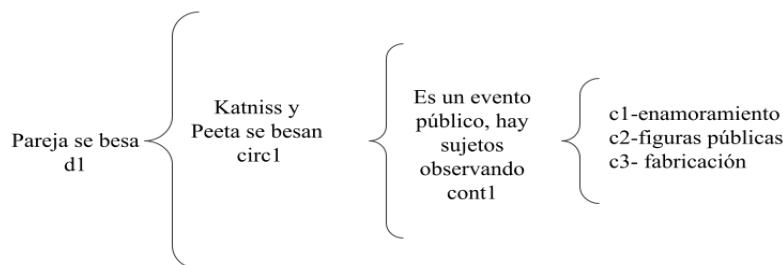 Pareja se besa
d1
Katniss y
Peeta se besan
circ1
Es un evento
público, hay
sujetos
observando
cont1
c1-enamoramiento
c2-figuras públicas
c3- fabricación